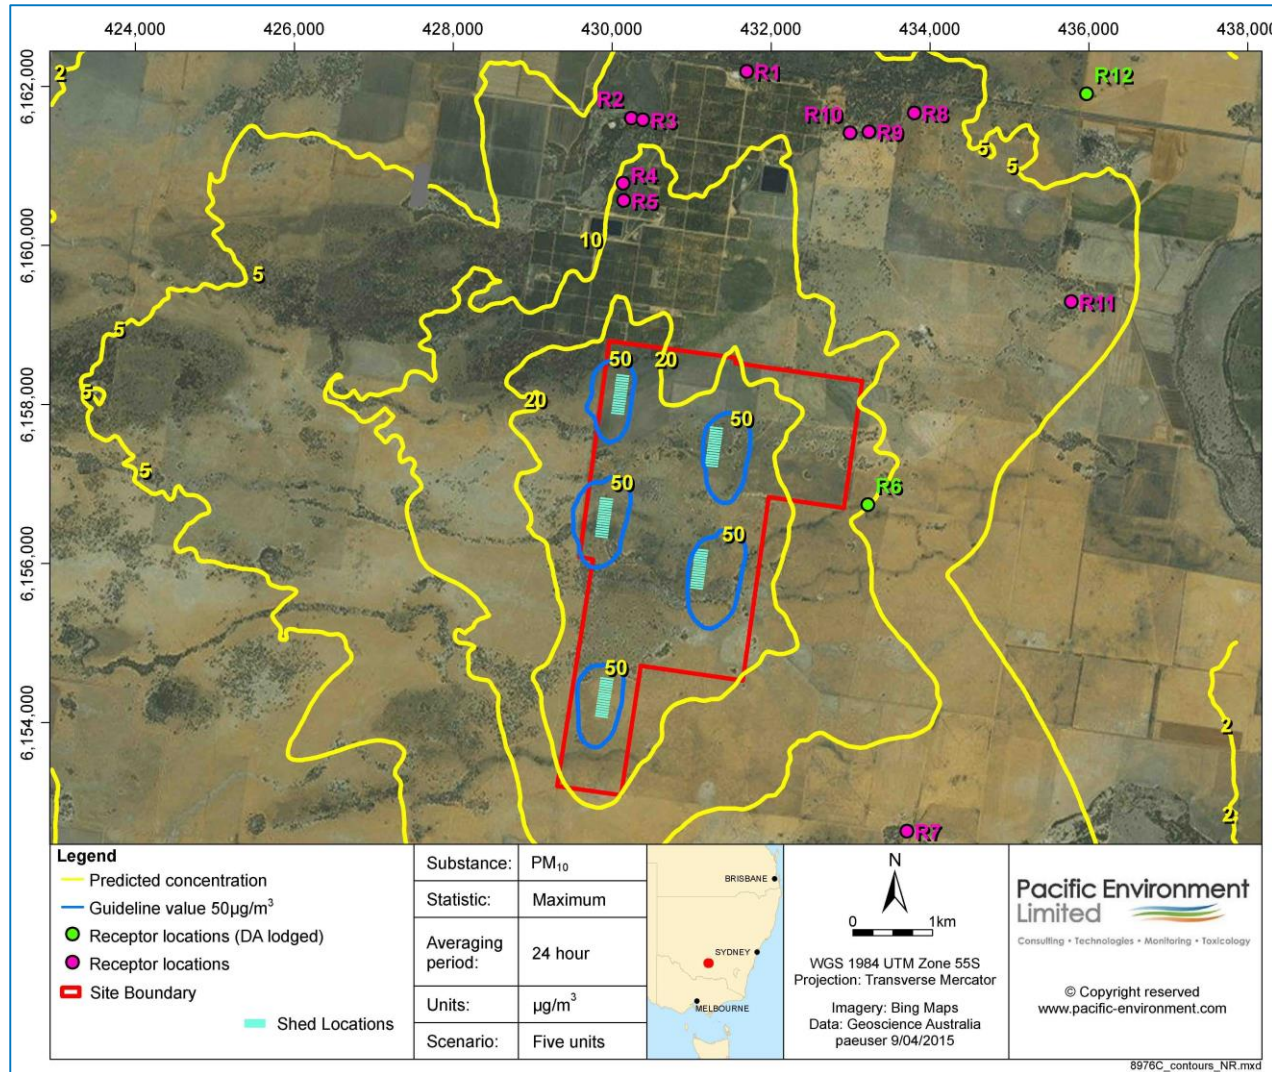 424,000 426,000 428,000 430,000 432,000 434,000 436,000 438,000
6,162,000
6,160,000
6,158,000
6,156,000
6,154,000
2
R1
R12
R2
R3
R10
R9
R8
5
5
R4
R5
10
5
R11
5
50
20
5
20
50
50
R6
5
50
50
2
2
R7
Legend
Predicted concentration
Guideline value 50µg/m³
Receptor locations (DA lodged)
Receptor locations
Site Boundary
Shed Locations
Substance: PM₁₀
Statistic: Maximum
Averaging
period: 24 hour
Units: µg/m³
Scenario: Five units
BRISBANE
SYDNEY
MELBOURNE
N
0 1km
WGS 1984 UTM Zone 55S
Projection: Transverse Mercator
Imagery: Bing Maps
Data: Geoscience Australia
paeuser 9/04/2015
Pacific Environment
Limited
Consulting • Technologies • Monitoring • Toxicology
© Copyright reserved
www.pacific-environment.com
8976C_contours_NR.mxd